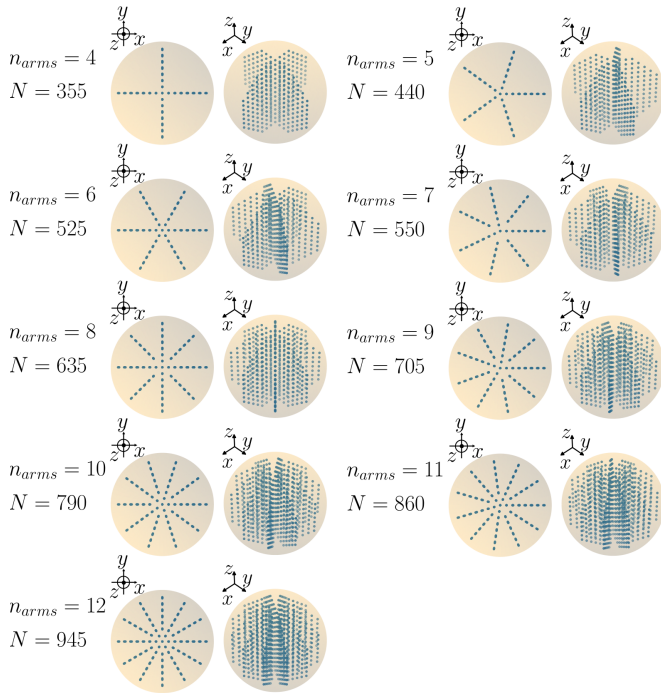 y
z x
n_arms = 4
N = 355
z
x y
y
z x
n_arms = 5
N = 440
z
x y
y
z x
n_arms = 6
N = 525
z
x y
y
z x
n_arms = 7
N = 550
z
x y
y
z x
n_arms = 8
N = 635
z
x y
y
z x
n_arms = 9
N = 705
z
x y
y
z x
n_arms = 10
N = 790
z
x y
y
z x
n_arms = 11
N = 860
z
x y
y
z x
n_arms = 12
N = 945
z
x y